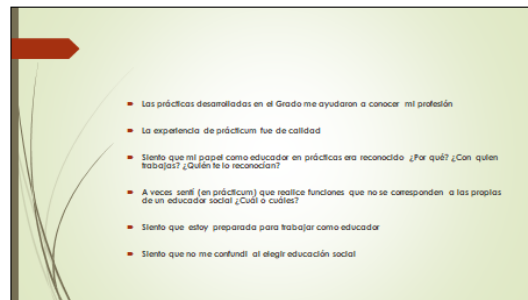 Las prácticas desarrolladas en el Grado me ayudaron a conocer mi profesión
La experiencia de prácticum fue de calidad
Siento que mi papel como educador en prácticas era reconocido ¿Por qué? ¿Con quien
trabajas? ¿Quién te lo reconocían?
A veces sentí (en prácticum) que realice funciones que no se corresponden a las propias
de un educador social ¿Cuál o cuáles?
Siento que estoy preparada para trabajar como educador
Siento que no me confundí al elegir educación social